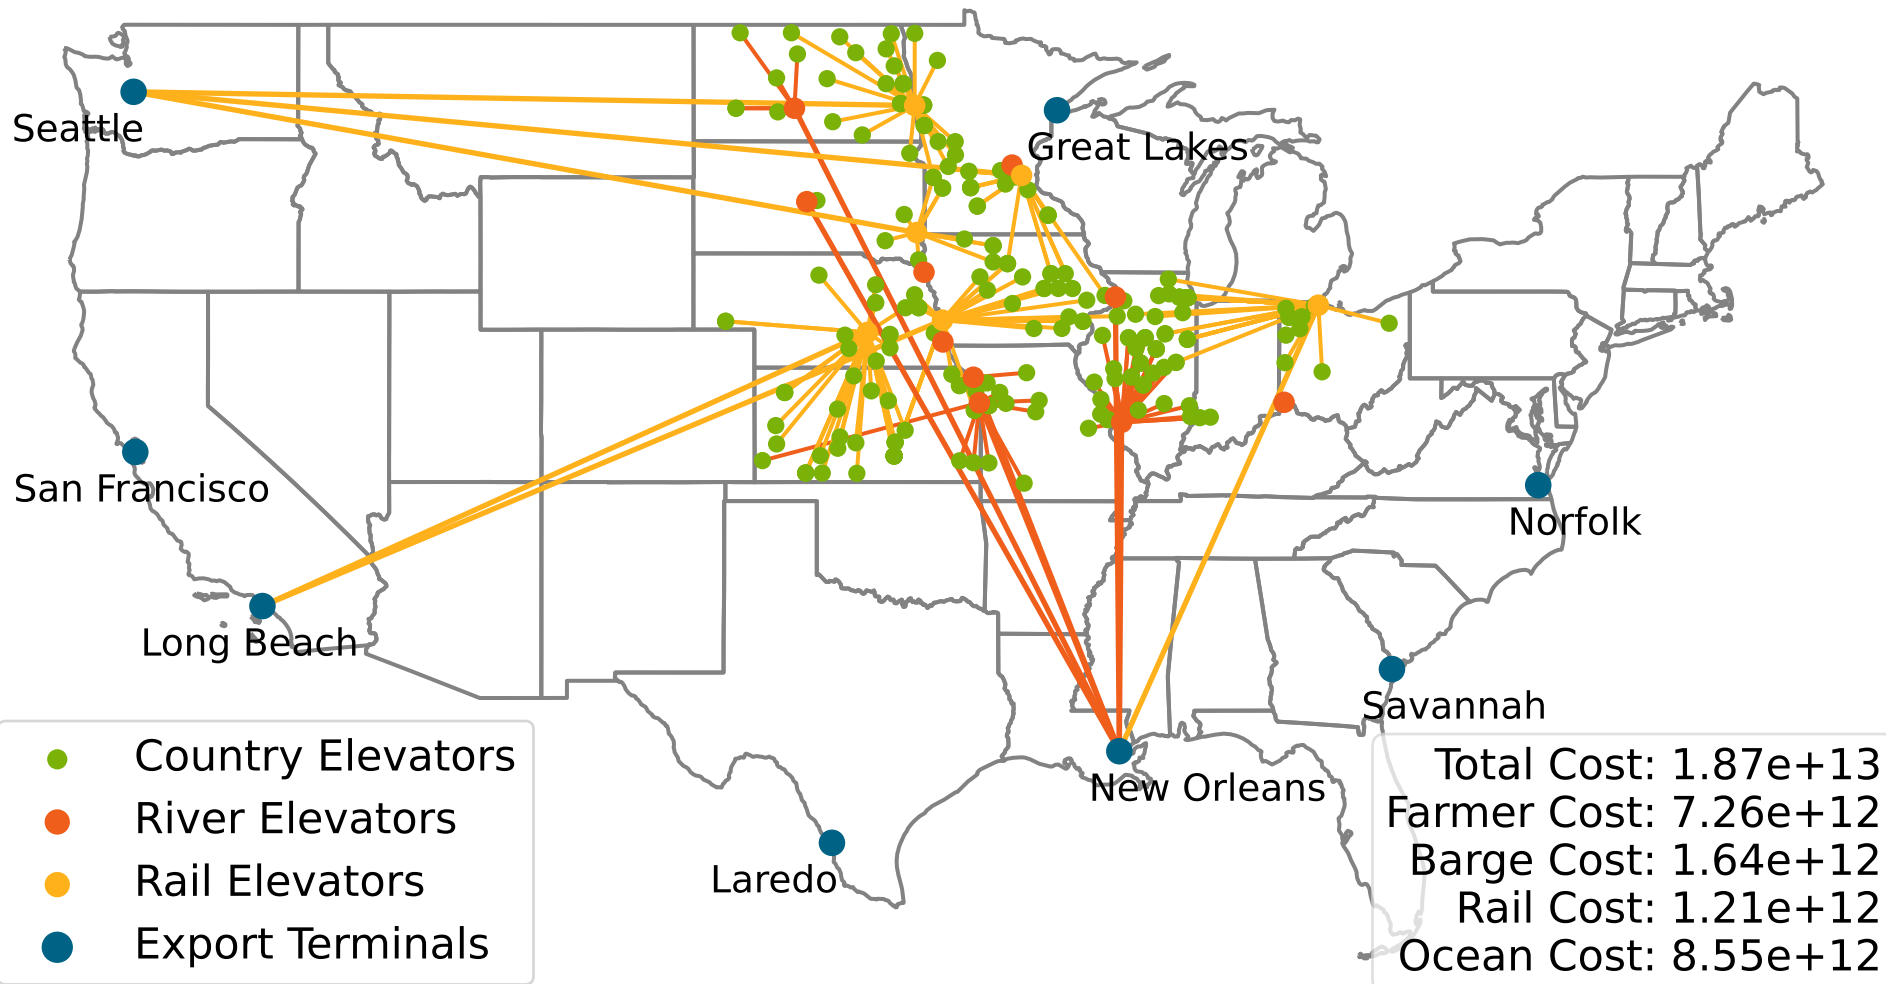 Seattle
Great Lakes
San Francisco
Norfolk
Long Beach
Savannah
New Orleans
Laredo
Country Elevators
River Elevators
Rail Elevators
Export Terminals
Total Cost: 1.87e+13
Farmer Cost: 7.26e+12
Barge Cost: 1.64e+12
Rail Cost: 1.21e+12
Ocean Cost: 8.55e+12